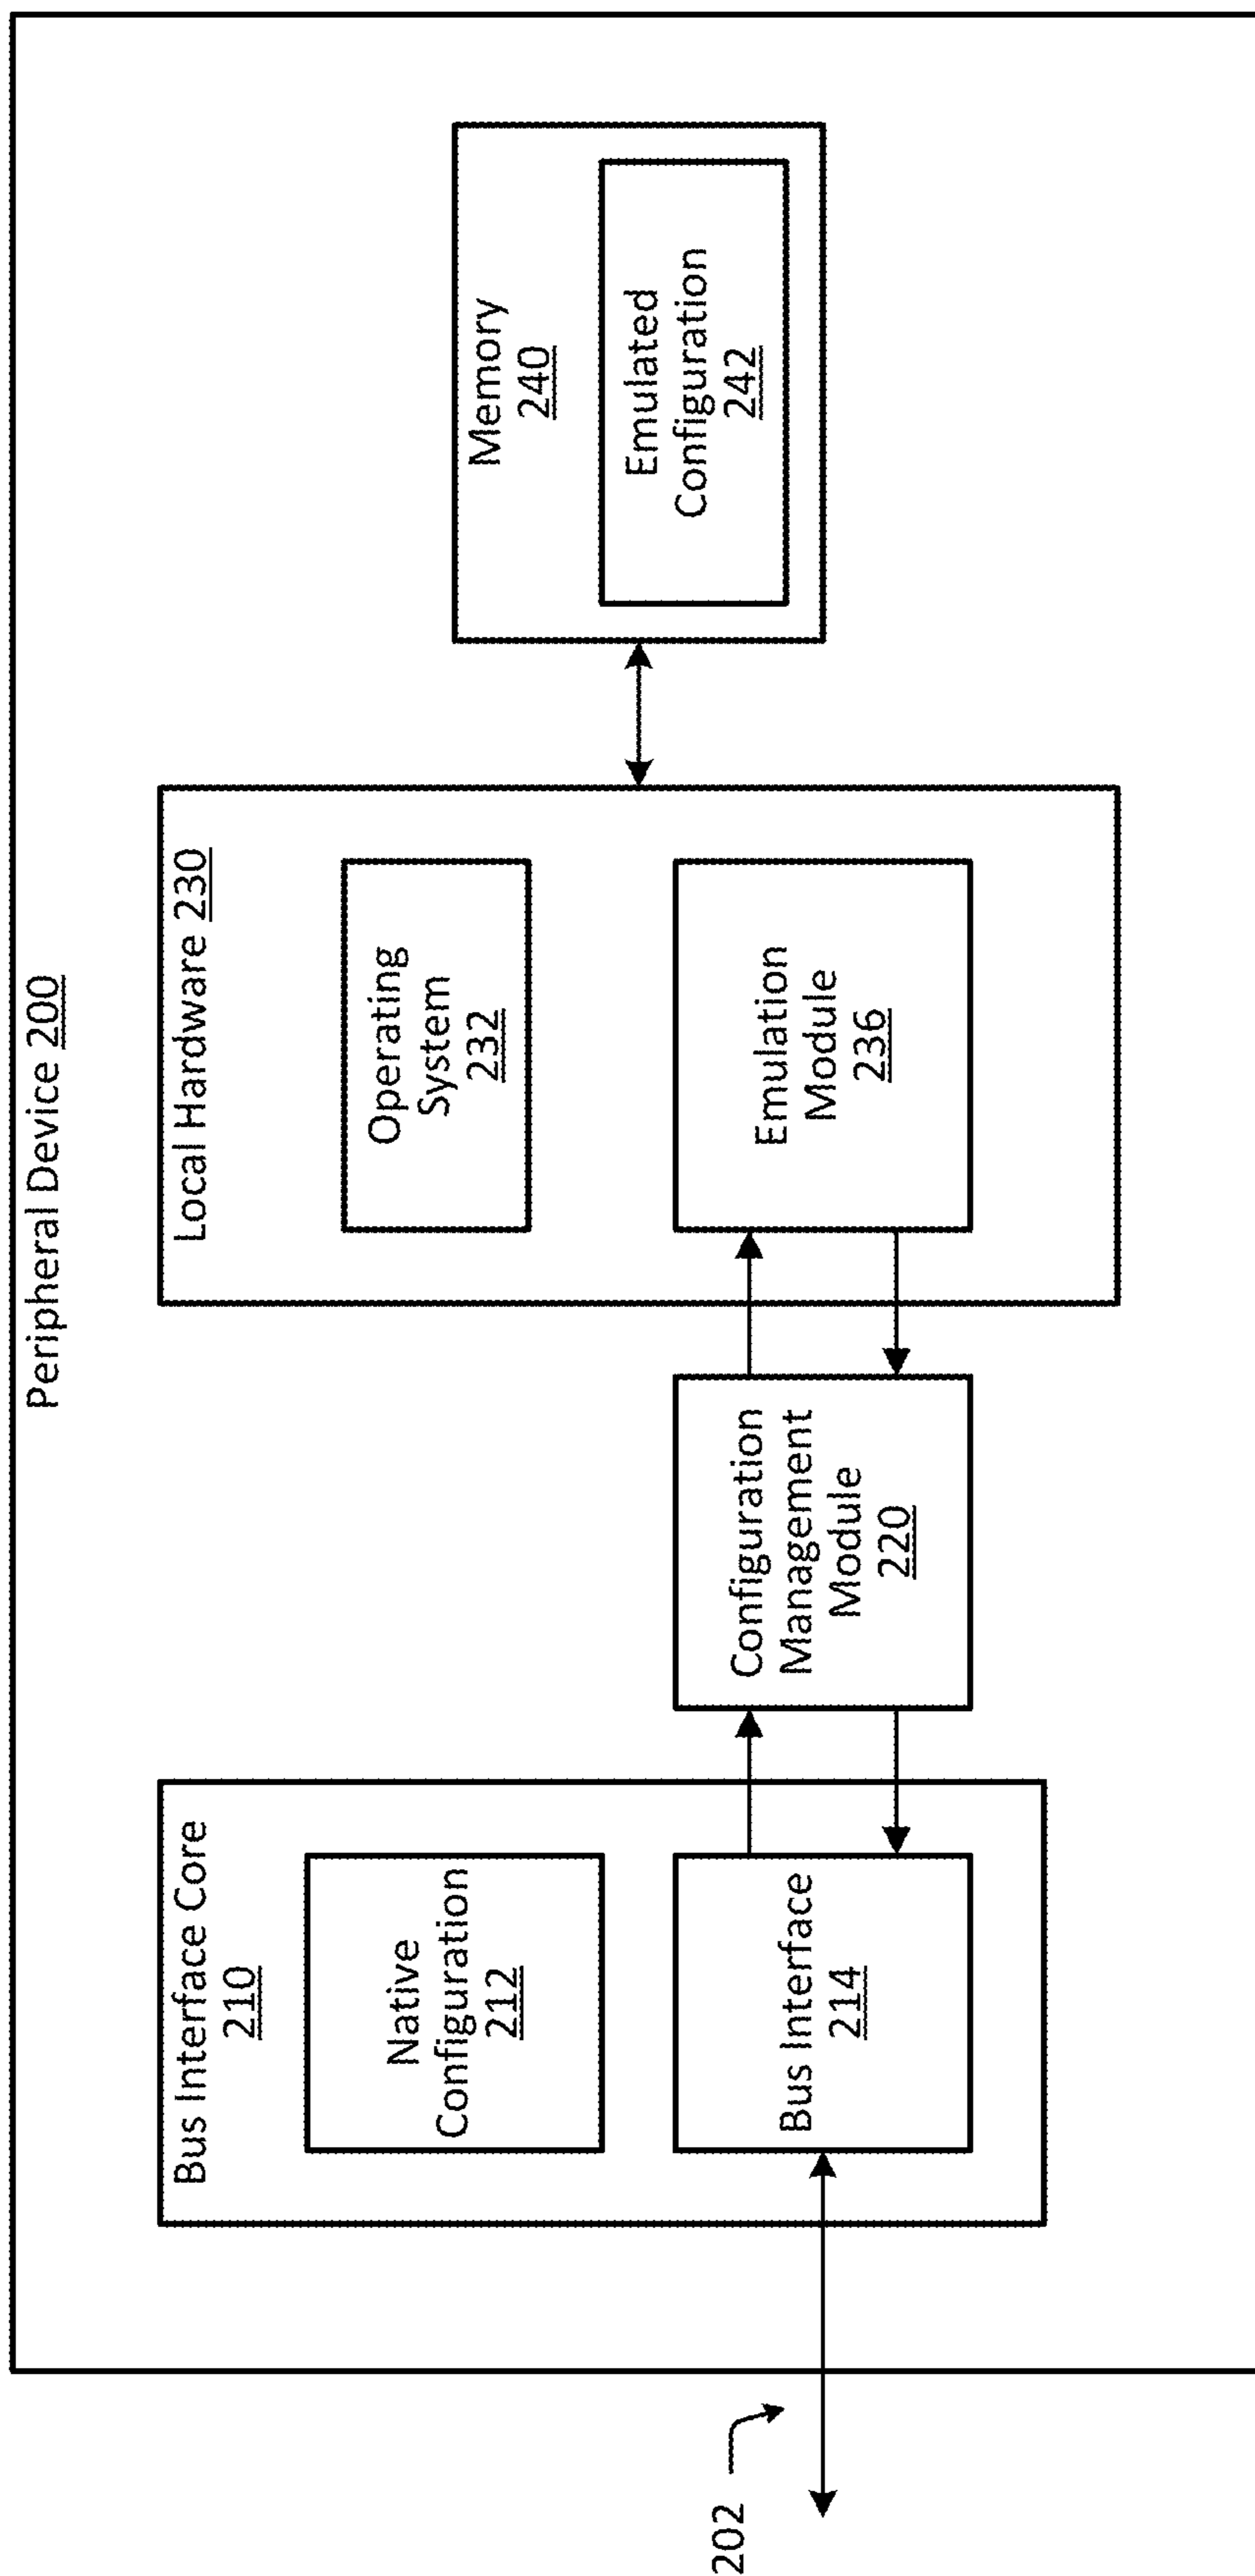 Peripheral Device 200
Bus Interface Core
210
Native
Configuration
212
Bus Interface
214
202
Configuration
Management
Module
220
Local Hardware 230
Operating
System
232
Emulation
Module
236
Memory
240
Emulated
Configuration
242